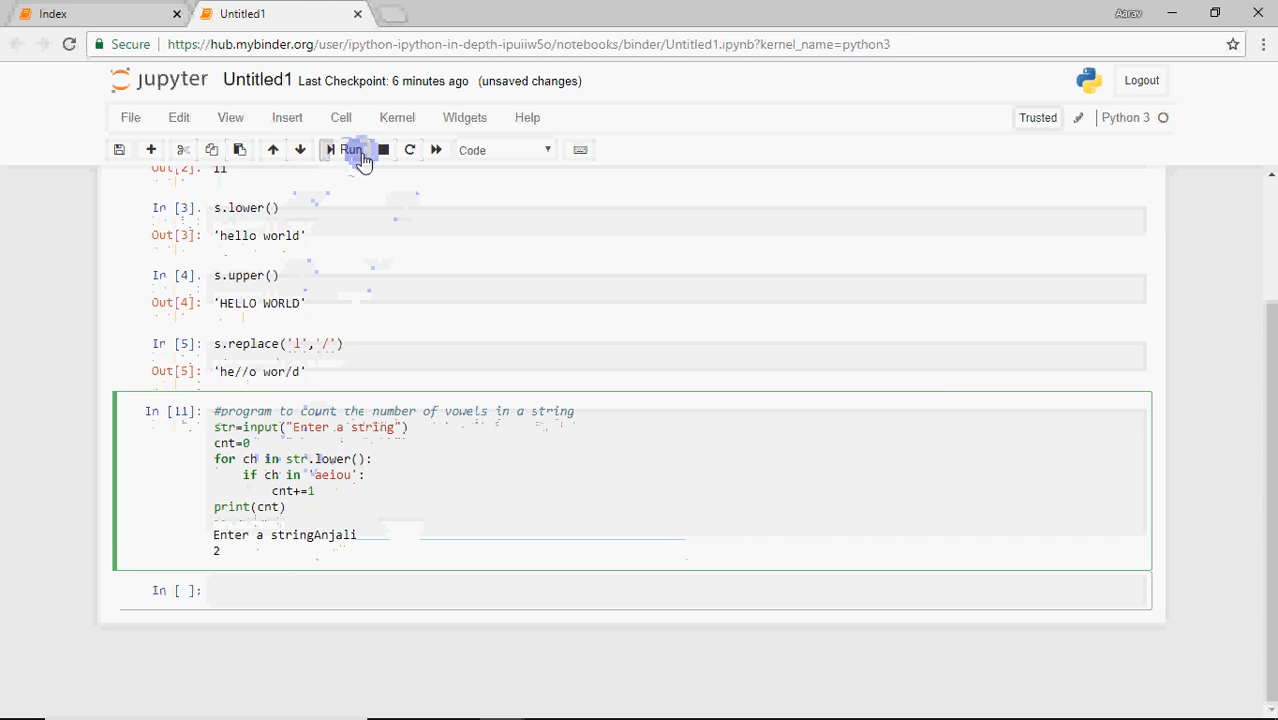 Index
Untitled1
Aarav
Secure
https://hub.mybinder.org/user/ipython-ipython-in-depth-ipuiiw5o/notebooks/binder/Untitled1.ipynb?kernel_name=python3
jupyter Untitled1 Last Checkpoint: 6 minutes ago (unsaved changes)
Logout
File Edit View Insert Cell Kernel Widgets Help
Trusted
Python 3
Run
Code
Out[2]: 11
In [3]: s.lower()
Out[3]: 'hello world'
In [4]: s.upper()
Out[4]: 'HELLO WORLD'
In [5]: s.replace('l','/')
Out[5]: 'he//o wor/d'
In [11]: #program to count the number of vowels in a string
str=input("Enter a string")
cnt=0
for ch in str.lower():
if ch in 'aeiou':
cnt+=1
print(cnt)
Enter a stringAnjali
2
In [ ]: